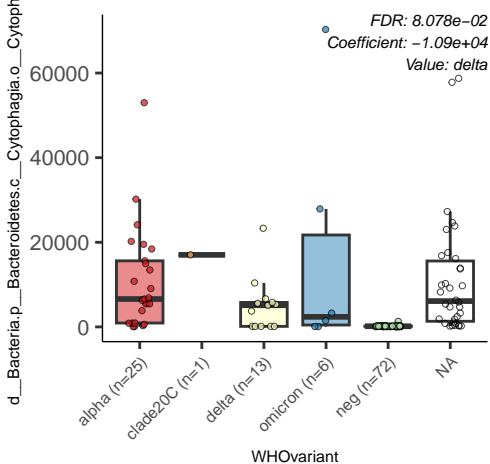 FDR: 8.078e−02
Coefficient: −1.09e+04
Value: delta
d__Bacteria.p__Bacteroidetes.c__Cytophagia.o__Cytoph
60000
40000
20000
0
alpha (n=25)
clade20C (n=1)
delta (n=13)
omicron (n=6)
neg (n=72)
NA
WHOvariant